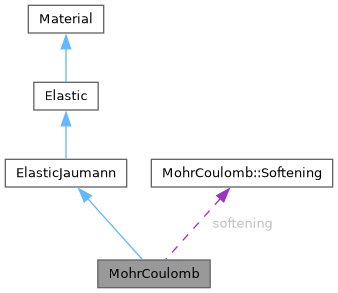 Material
Elastic
ElasticJaumann
MohrCoulomb::Softening
softening
MohrCoulomb